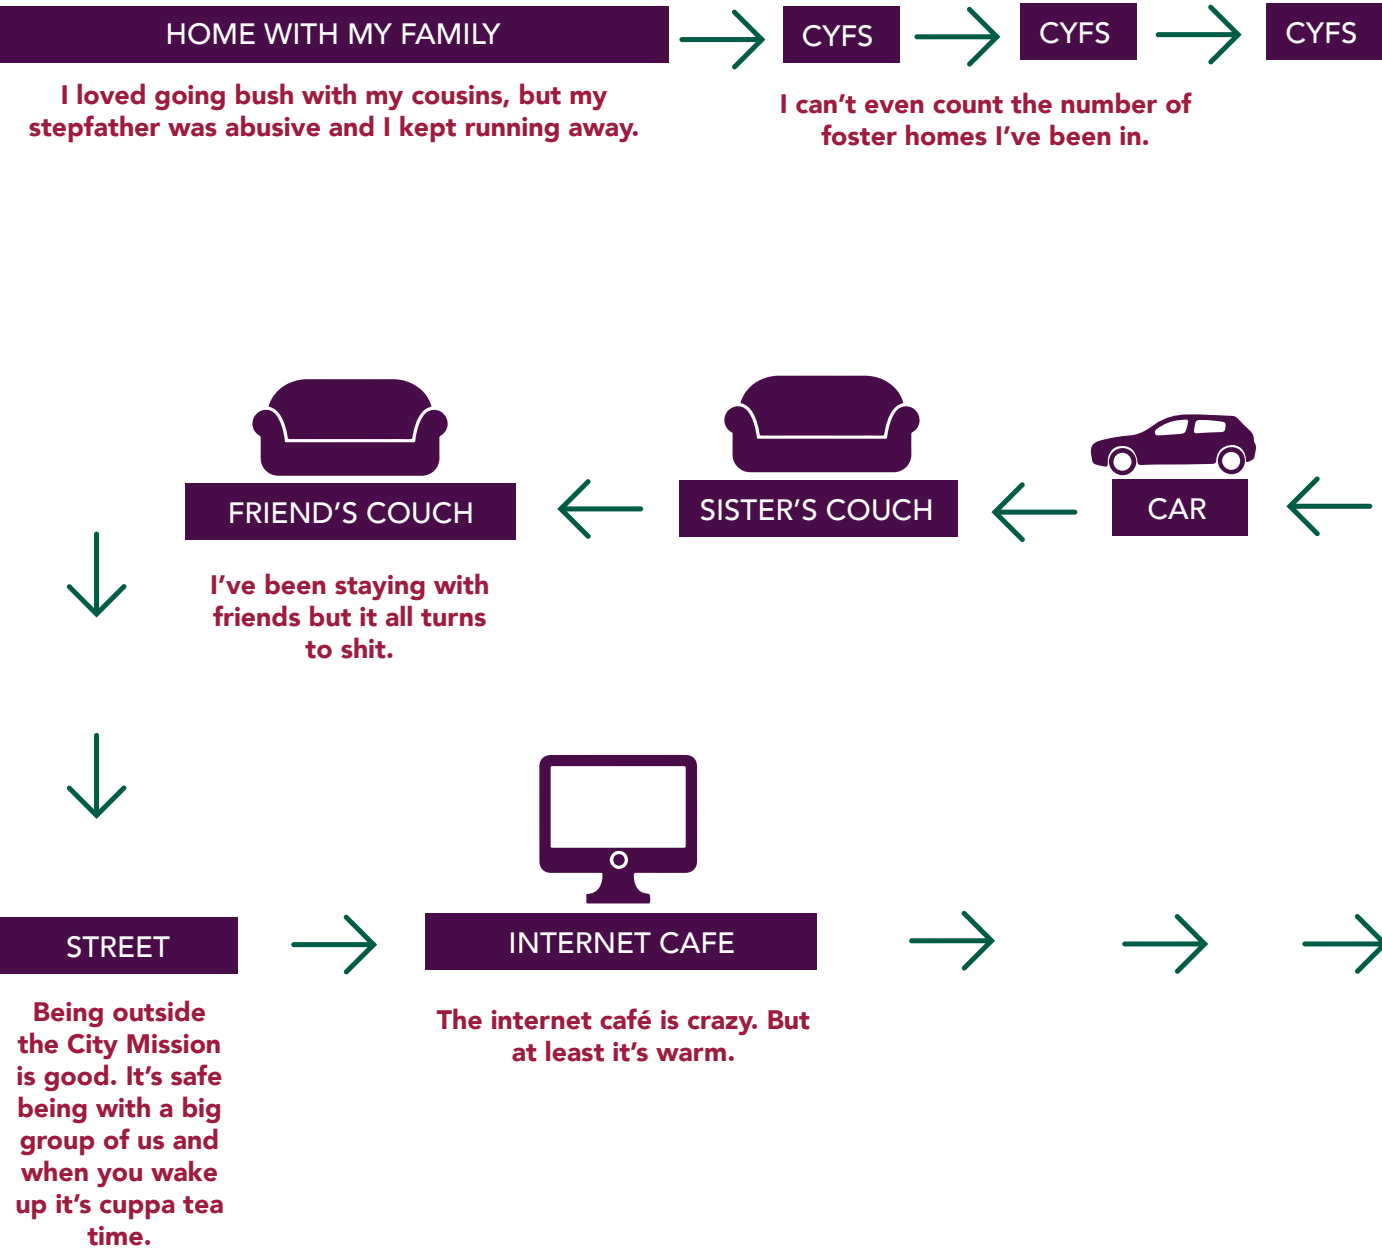 HOME WITH MY FAMILY
CYFS
CYFS
CYFS
I loved going bush with my cousins, but my
stepfather was abusive and I kept running away.
I can’t even count the number of
foster homes I’ve been in.
CAR
SISTER’S COUCH
FRIEND’S COUCH
I’ve been staying with
friends but it all turns
to shit.
STREET
Being outside
the City Mission
is good. It’s safe
being with a big
group of us and
when you wake
up it’s cuppa tea
time.
INTERNET CAFE
The internet café is crazy. But
at least it’s warm.